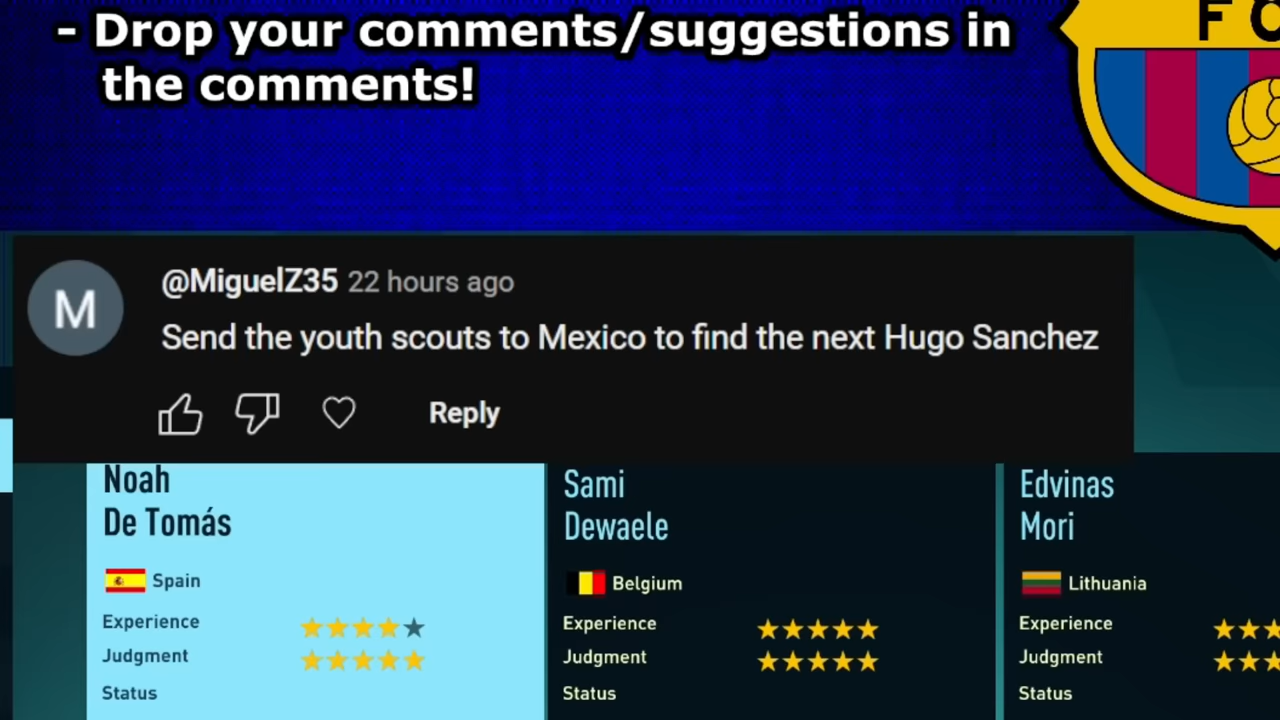 - Drop your comments/suggestions in
the comments!
F C
@MiguelZ35 22 hours ago
M
Send the youth scouts to Mexico to find the next Hugo Sanchez
Reply
Noah
De Tomás
Spain
Experience
Judgment
Status
Sami
Dewaele
Belgium
Experience
Judgment
Status
Edvinas
Mori
Lithuania
Experience
Judgment
Status